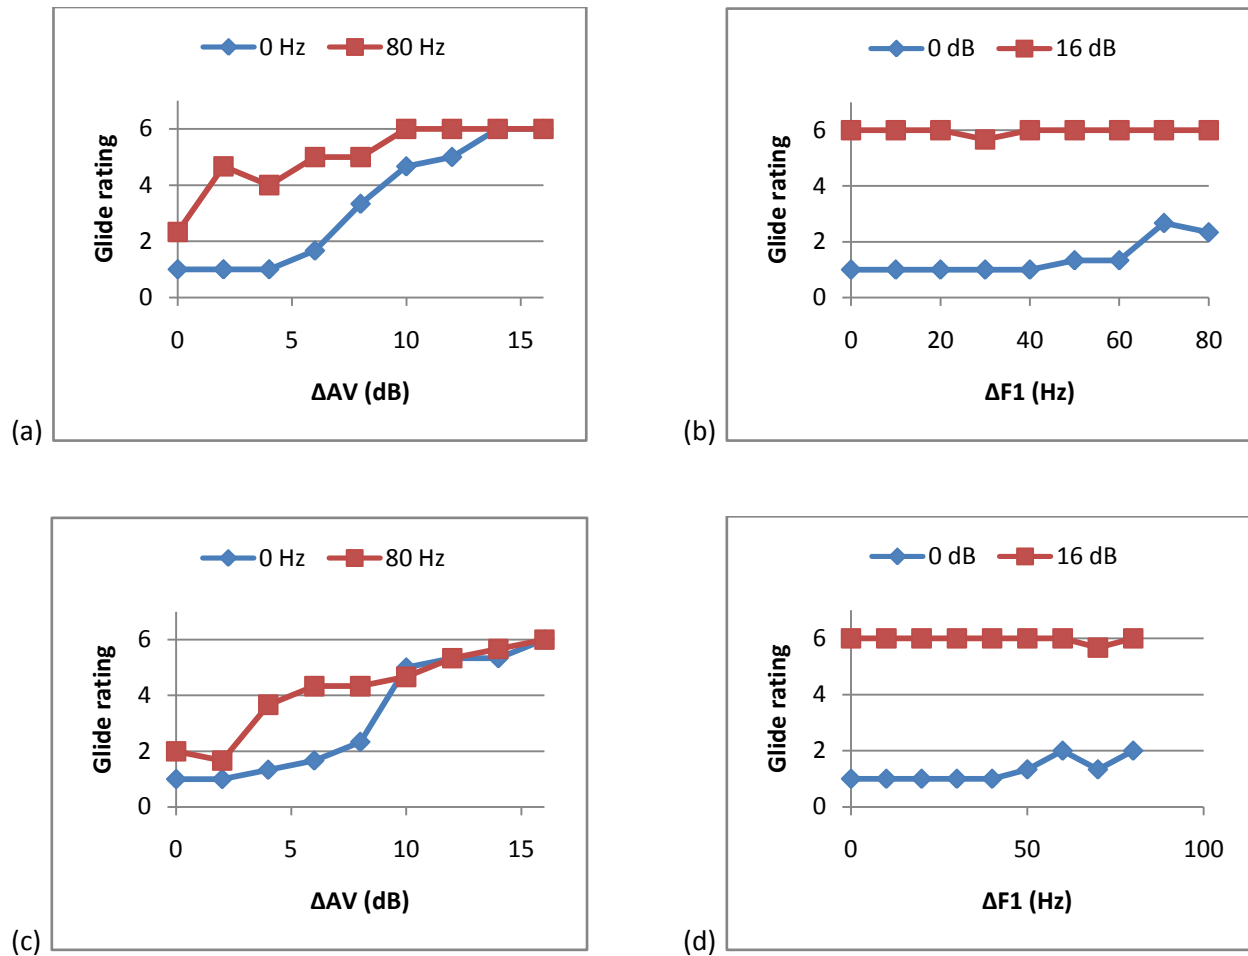 0 Hz 80 Hz
6
4
2
0
Glide rating
0 5 10 15
ΔAV (dB)
(a)
0 dB 16 dB
6
4
2
0
Glide rating
0 20 40 60 80
ΔF1 (Hz)
(b)
0 Hz 80 Hz
6
4
2
0
Glide rating
0 5 10 15
ΔAV (dB)
(c)
0 dB 16 dB
6
4
2
0
Glide rating
0 50 100
ΔF1 (Hz)
(d)